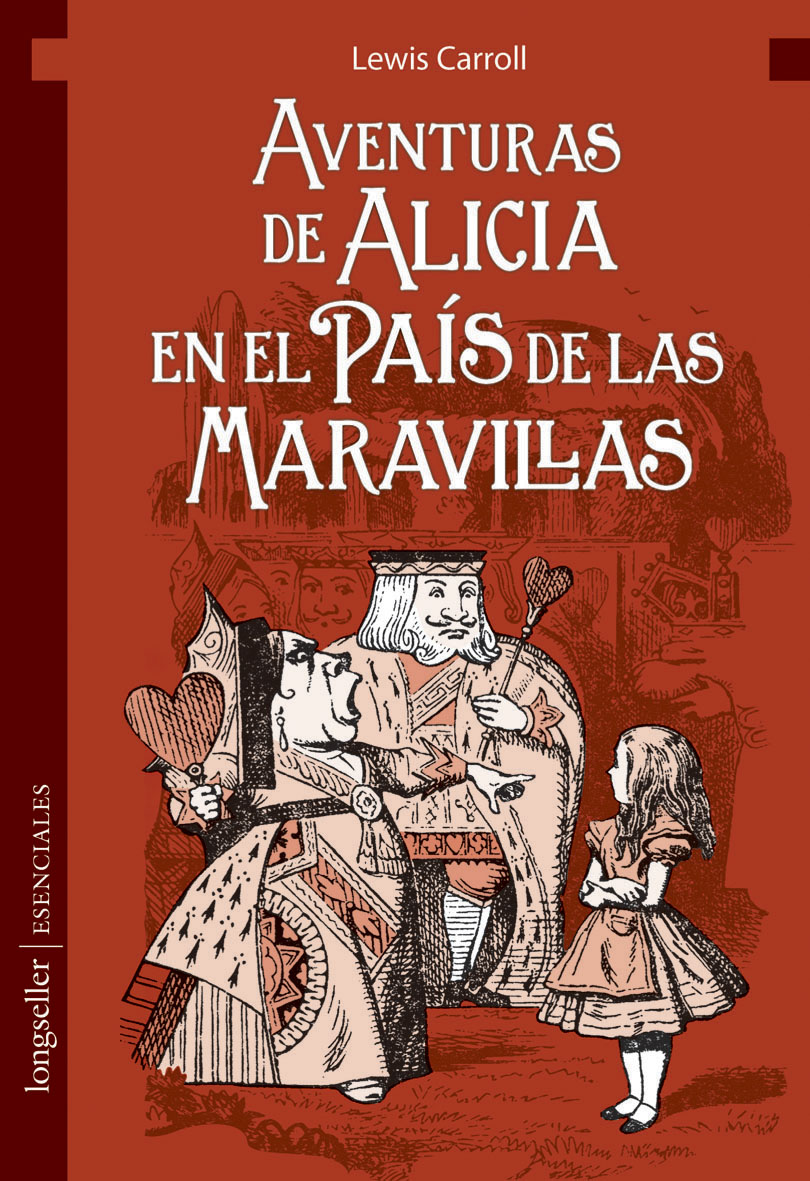 Lewis Carroll
AVENTURAS
DE ALICIA
EN EL PAÍS DE LAS
MARAVILLAS
longseller | ESENCIALES